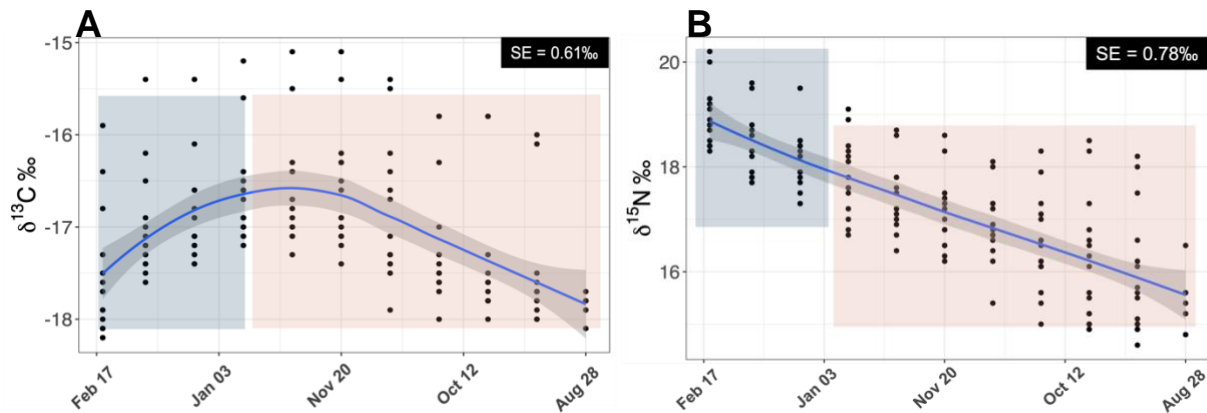 A
SE = 0.61‰
δ13C ‰
-15
-16
-17
-18
Feb 17
Jan 03
Nov 20
Oct 12
Aug 28
B
SE = 0.78‰
δ15N ‰
20
18
16
Feb 17
Jan 03
Nov 20
Oct 12
Aug 28